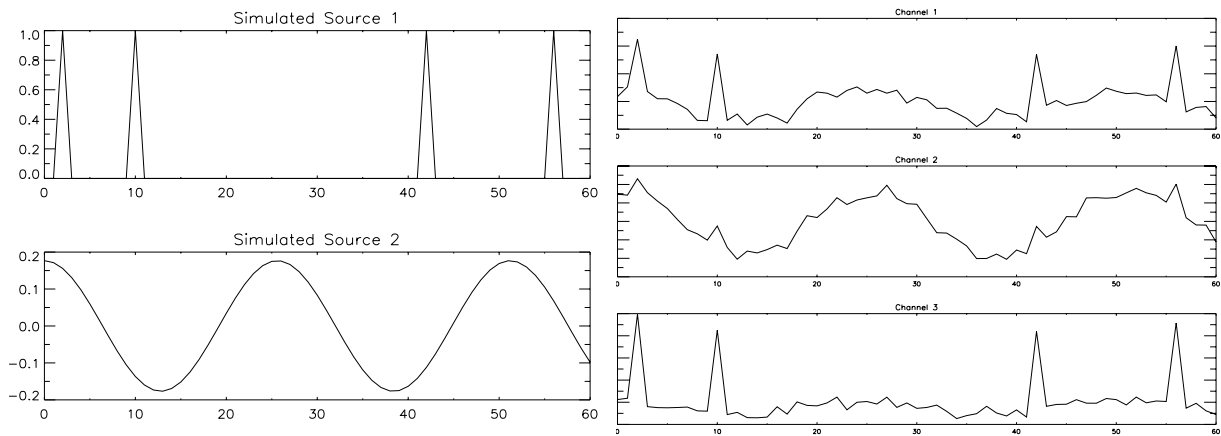 Simulated Source 1
1.0
0.8
0.6
0.4
0.2
0.0
0 10 20 30 40 50 60
Simulated Source 2
0.2
0.1
0.0
-0.1
-0.2
0 10 20 30 40 50 60
Channel 1
0 10 20 30 40 50 60
Channel 2
0 10 20 30 40 50 60
Channel 3
0 10 20 30 40 50 60